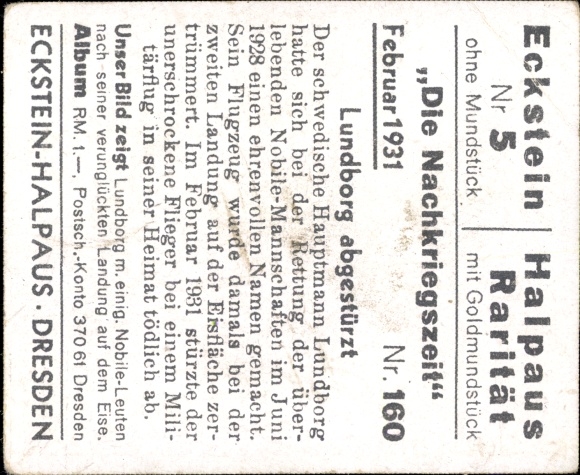 Eckstein | Halpaus
Nr 5 Rarität
ohne Mundstück mit Goldmundstück
„Die Nachkriegszeit“
Februar 1931 Nr. 160
Lundborg abgestürzt
Der schwedische Hauptmann Lundborg
hatte sich bei der Rettung der über-
lebenden Nobile-Mannschaften im Juni
1928 einen ehrenvollen Namen gemacht.
Sein Flugzeug wurde damals bei der
zweiten Landung auf der Eisfläche zer-
trümmert. Im Februar 1931 stürzte der
unerschrockene Flieger bei einem Mili-
tärflug in seiner Heimat tödlich ab.
Unser Bild zeigt Lundborg m. einig. Nobile-Leuten
nach seiner verunglückten Landung auf dem Eise.
Album RM. 1.—, Postsch.-Konto 370 61 Dresden
ECKSTEIN-HALPAUS · DRESDEN